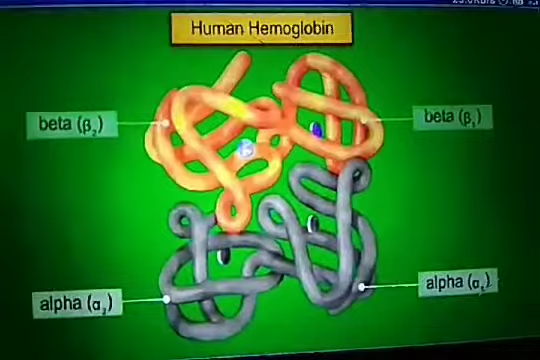 Human Hemoglobin
beta (β₂)
beta (β₁)
alpha (α₂)
alpha (α₁)